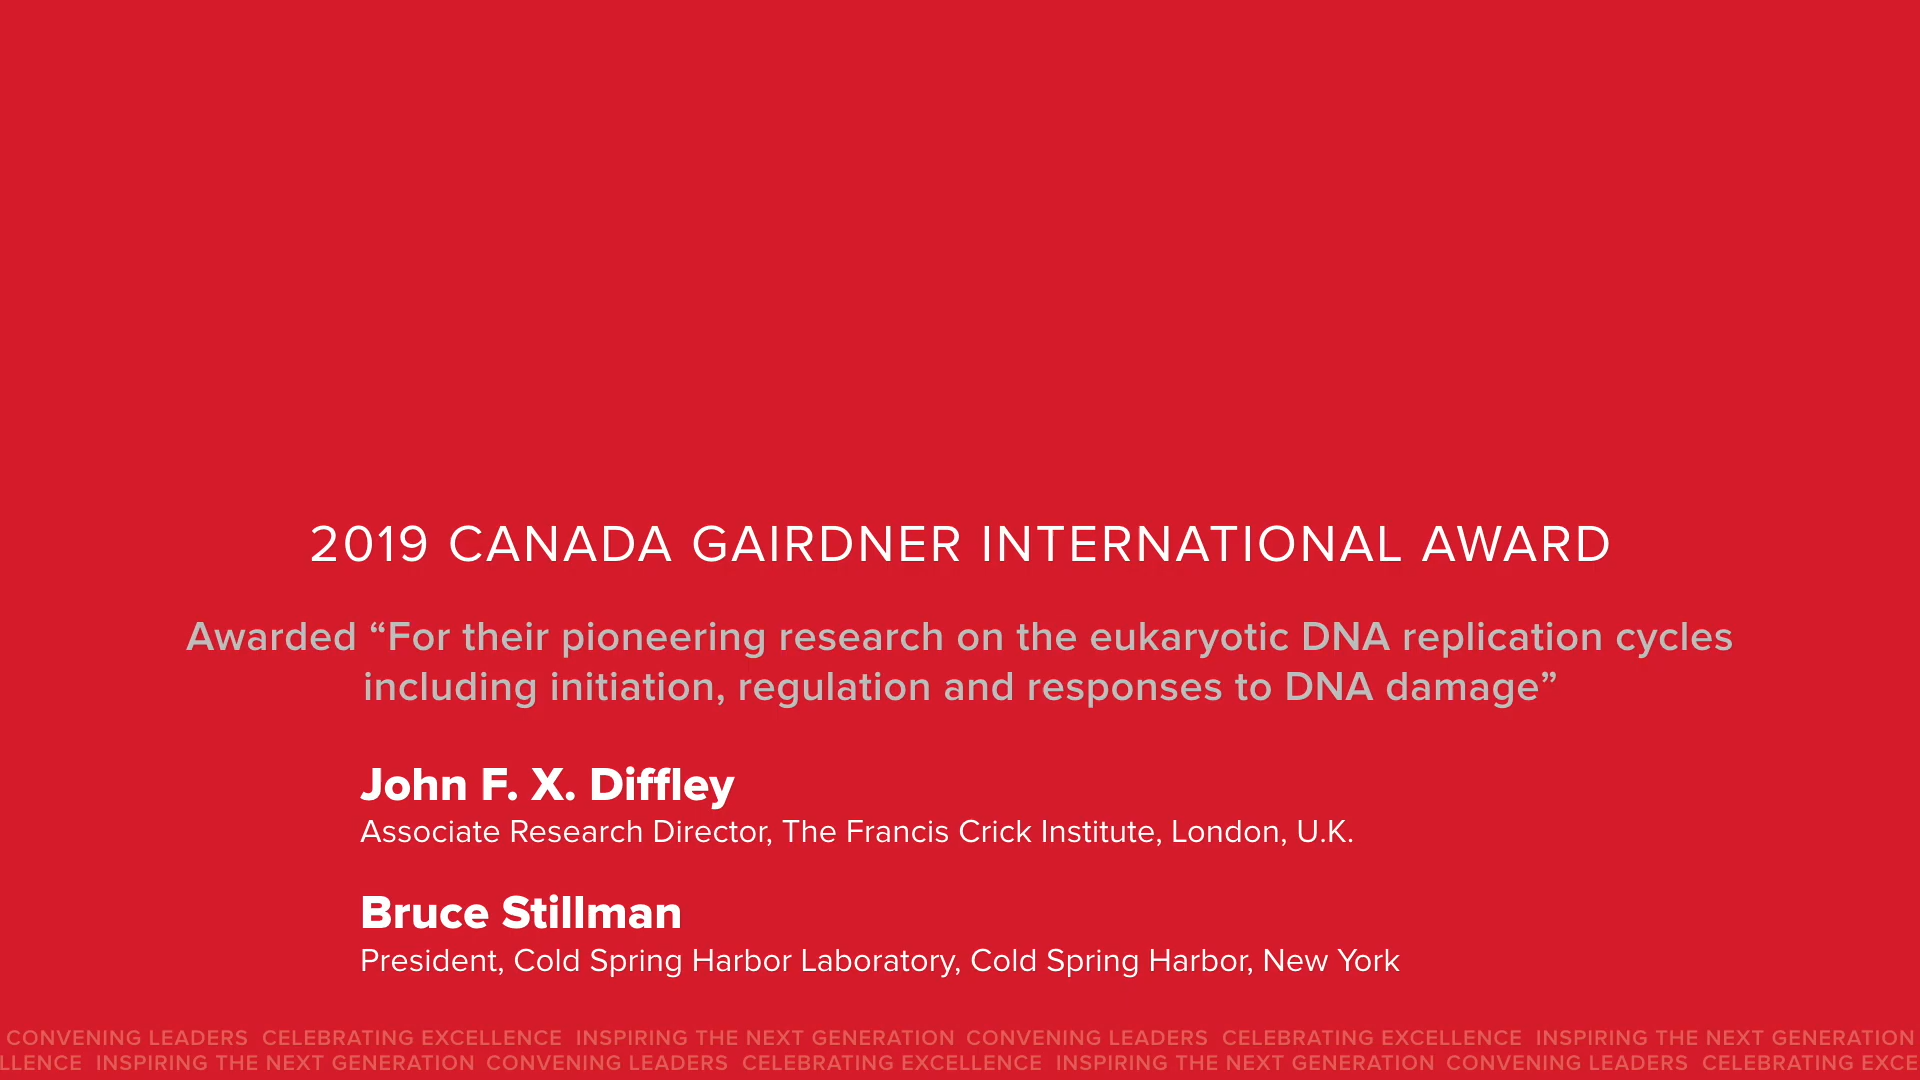 2019 CANADA GAIRDNER INTERNATIONAL AWARD
Awarded “For their pioneering research on the eukaryotic DNA replication cycles
including initiation, regulation and responses to DNA damage”
John F. X. Diffley
Associate Research Director, The Francis Crick Institute, London, U.K.
Bruce Stillman
President, Cold Spring Harbor Laboratory, Cold Spring Harbor, New York
CONVENING LEADERS CELEBRATING EXCELLENCE INSPIRING THE NEXT GENERATION CONVENING LEADERS CELEBRATING EXCELLENCE INSPIRING THE NEXT GENERATION
LLENCE INSPIRING THE NEXT GENERATION CONVENING LEADERS CELEBRATING EXCELLENCE INSPIRING THE NEXT GENERATION CONVENING LEADERS CELEBRATING EXCE